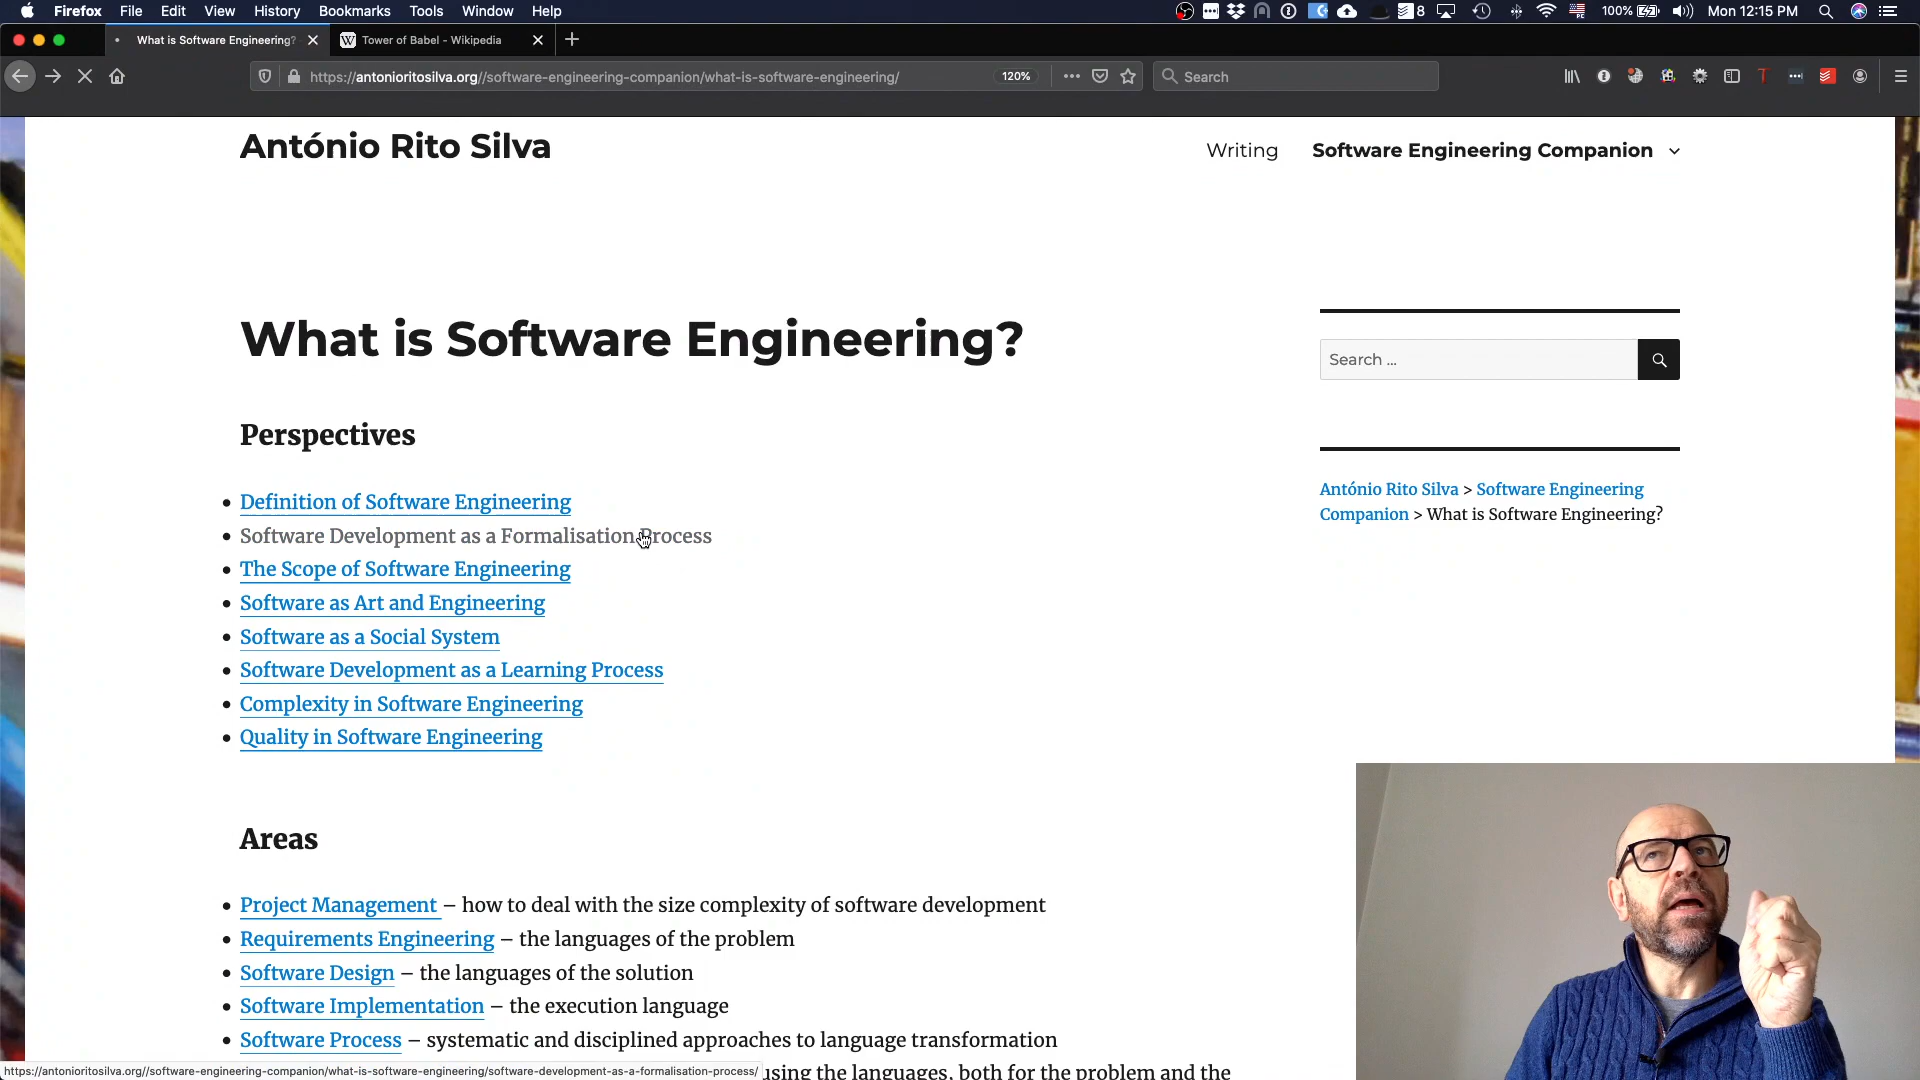 Firefox File Edit View History Bookmarks Tools Window Help 8 100% Mon 12:15 PM
What is Software Engineering? Tower of Babel - Wikipedia
https://antonioritosilva.org//software-engineering-companion/what-is-software-engineering/ 120% Search
António Rito Silva
Writing Software Engineering Companion
What is Software Engineering?
Search ...
Perspectives
Definition of Software Engineering
Software Development as a Formalisation Process
The Scope of Software Engineering
Software as Art and Engineering
Software as a Social System
Software Development as a Learning Process
Complexity in Software Engineering
Quality in Software Engineering
António Rito Silva > Software Engineering
Companion > What is Software Engineering?
Areas
Project Management – how to deal with the size complexity of software development
Requirements Engineering – the languages of the problem
Software Design – the languages of the solution
Software Implementation – the execution language
Software Process – systematic and disciplined approaches to language transformation
using the languages, both for the problem and the
https://antonioritosilva.org//software-engineering-companion/what-is-software-engineering/software-development-as-a-formalisation-process/